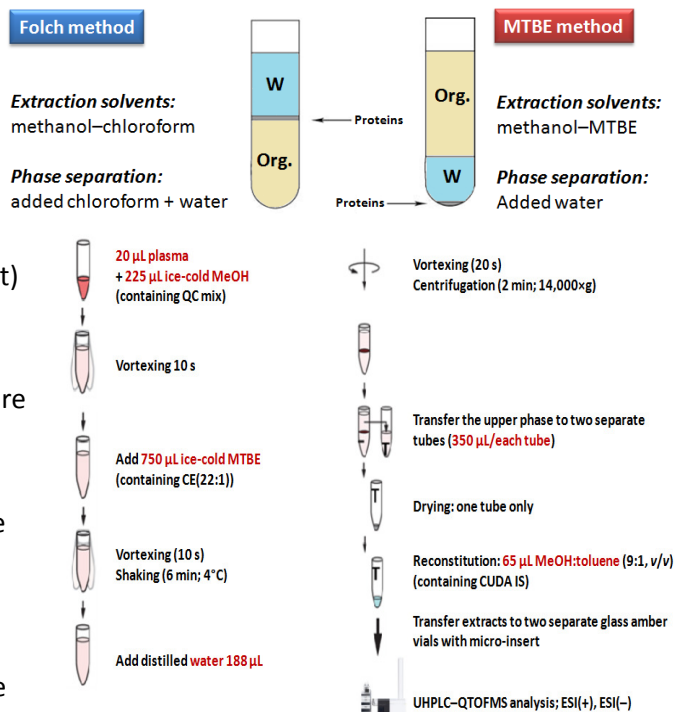 Folch method
MTBE method
Extraction solvents:
methanol–chloroform
Phase separation:
added chloroform + water
W
Org.
Proteins
Org.
W
Proteins
Extraction solvents:
methanol–MTBE
Phase separation:
Added water
t)
re
e
e
20 µL plasma
+ 225 µL ice-cold MeOH
(containing QC mix)
Vortexing 10 s
Add 750 µL ice-cold MTBE
(containing CE(22:1))
Vortexing (10 s)
Shaking (6 min; 4°C)
Add distilled water 188 µL
Vortexing (20 s)
Centrifugation (2 min; 14,000×g)
Transfer the upper phase to two separate
tubes (350 µL/each tube)
T
Drying: one tube only
T
Reconstitution: 65 µL MeOH:toluene (9:1, v/v)
(containing CUDA IS)
T
Transfer extracts to two separate glass amber
vials with micro-insert
UHPLC–QTOFMS analysis; ESI(+), ESI(–)